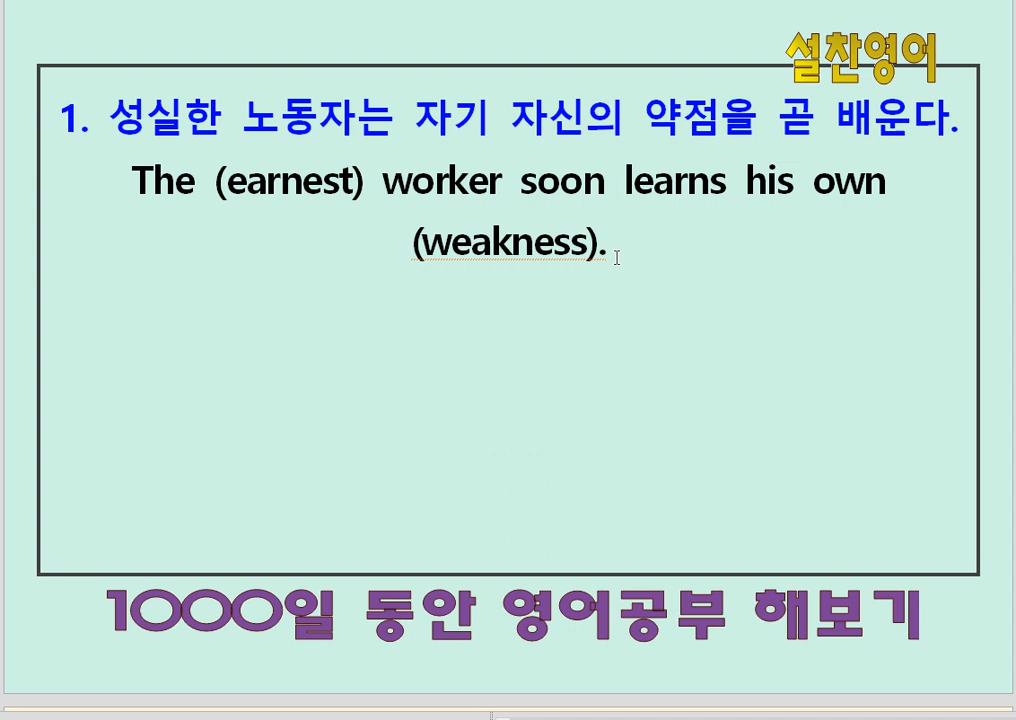 설찬영어
1. 성실한 노동자는 자기 자신의 약점을 곧 배운다.
The (earnest) worker soon learns his own
(weakness).
1000일 동안 영어공부 해보기